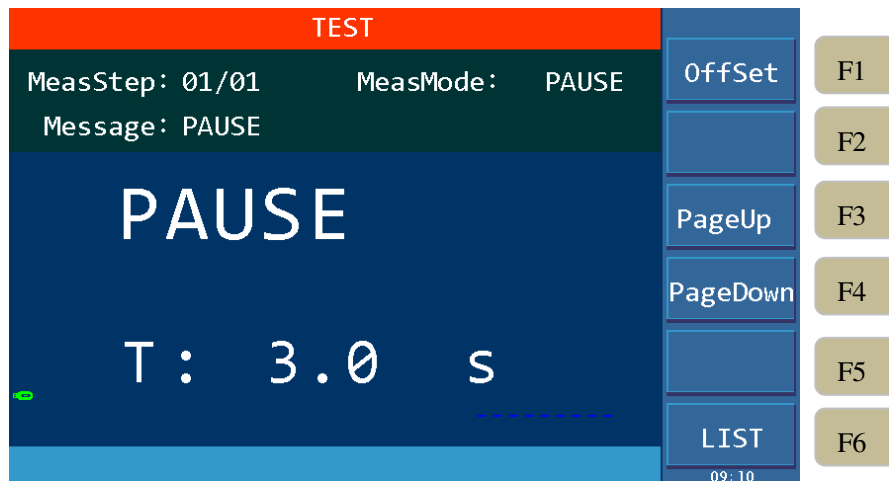 TEST
MeasStep: 01/01 MeasMode: PAUSE
Message: PAUSE
PAUSE
T: 3.0 s
---------
OffSet F1
F2
PageUp F3
PageDown F4
F5
LIST F6
09:10